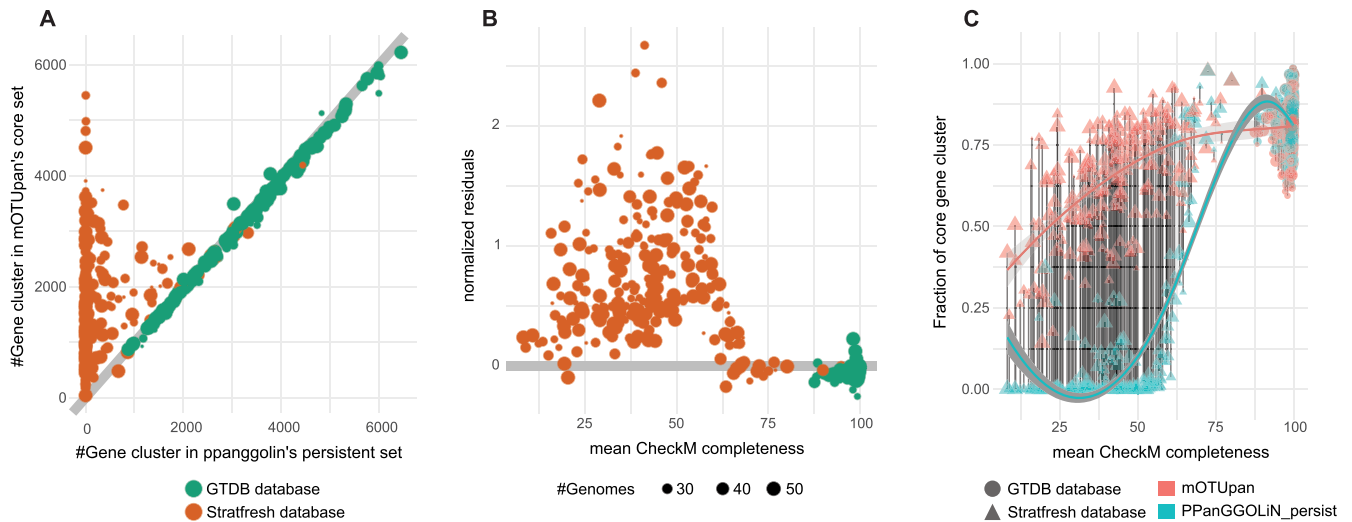 A
#Gene cluster in mOTUpan's core set
6000
4000
2000
0
0
2000
4000
6000
#Gene cluster in ppanggolin's persistent set
GTDB database
Stratfresh database
B
normalized residuals
2
1
0
25
50
75
100
mean CheckM completeness
#Genomes
30
40
50
C
Fraction of core gene cluster
1.00
0.75
0.50
0.25
0.00
25
50
75
100
mean CheckM completeness
GTDB database
Stratfresh database
mOTUpan
PPanGGOLiN_persist